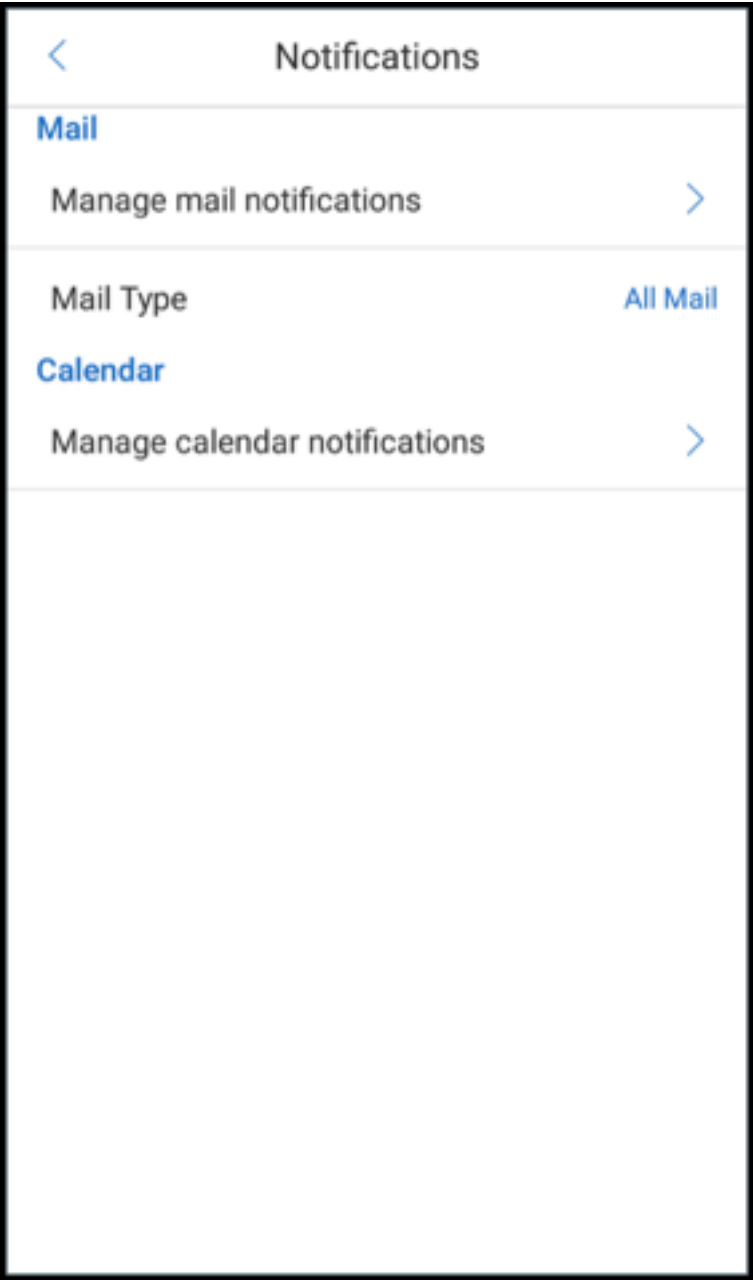 Notifications
Mail
Manage mail notifications
Mail Type All Mail
Calendar
Manage calendar notifications